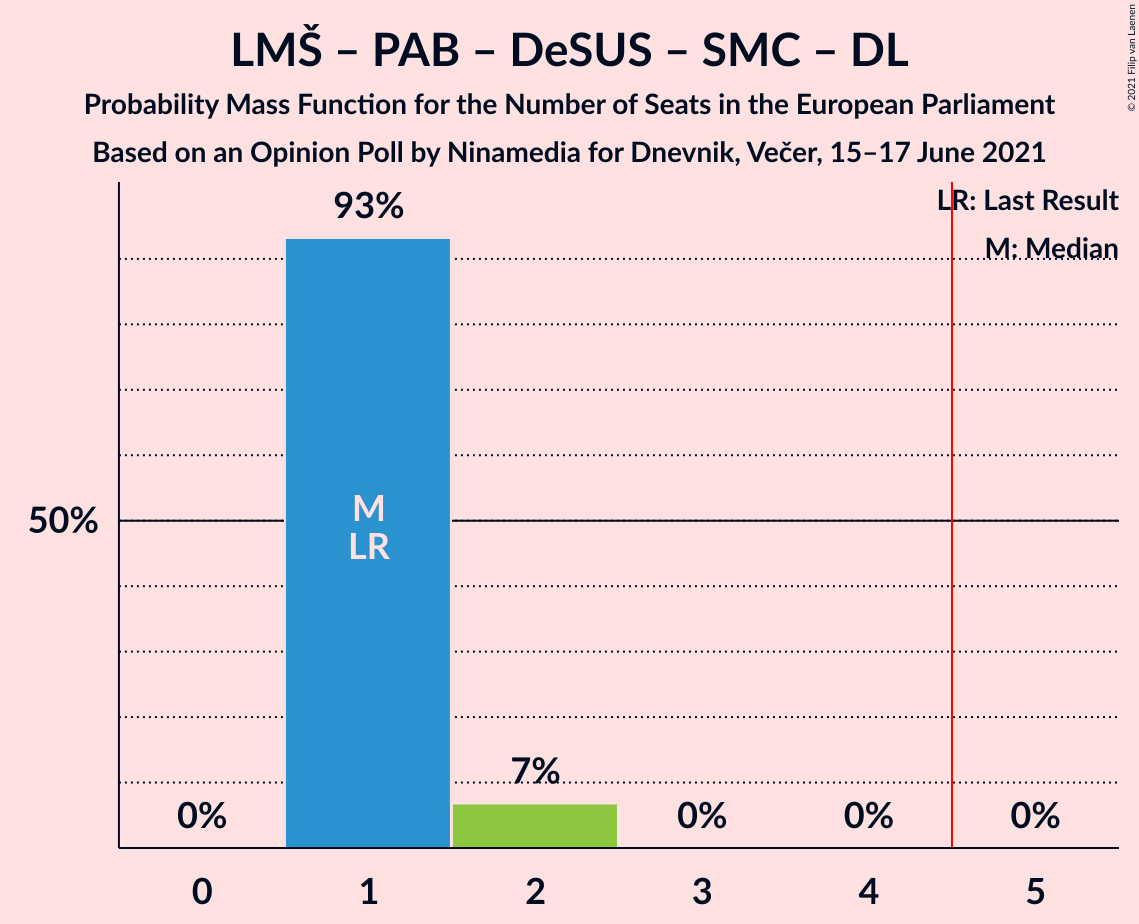 LMŠ – PAB – DeSUS – SMC – DL
Probability Mass Function for the Number of Seats in the European Parliament
Based on an Opinion Poll by Ninamedia for Dnevnik, Večer, 15–17 June 2021
© 2021 Filip van Laenen
LR: Last Result
M: Median
93%
50%
M
LR
7%
0%
0%
0%
0%
0 1 2 3 4 5